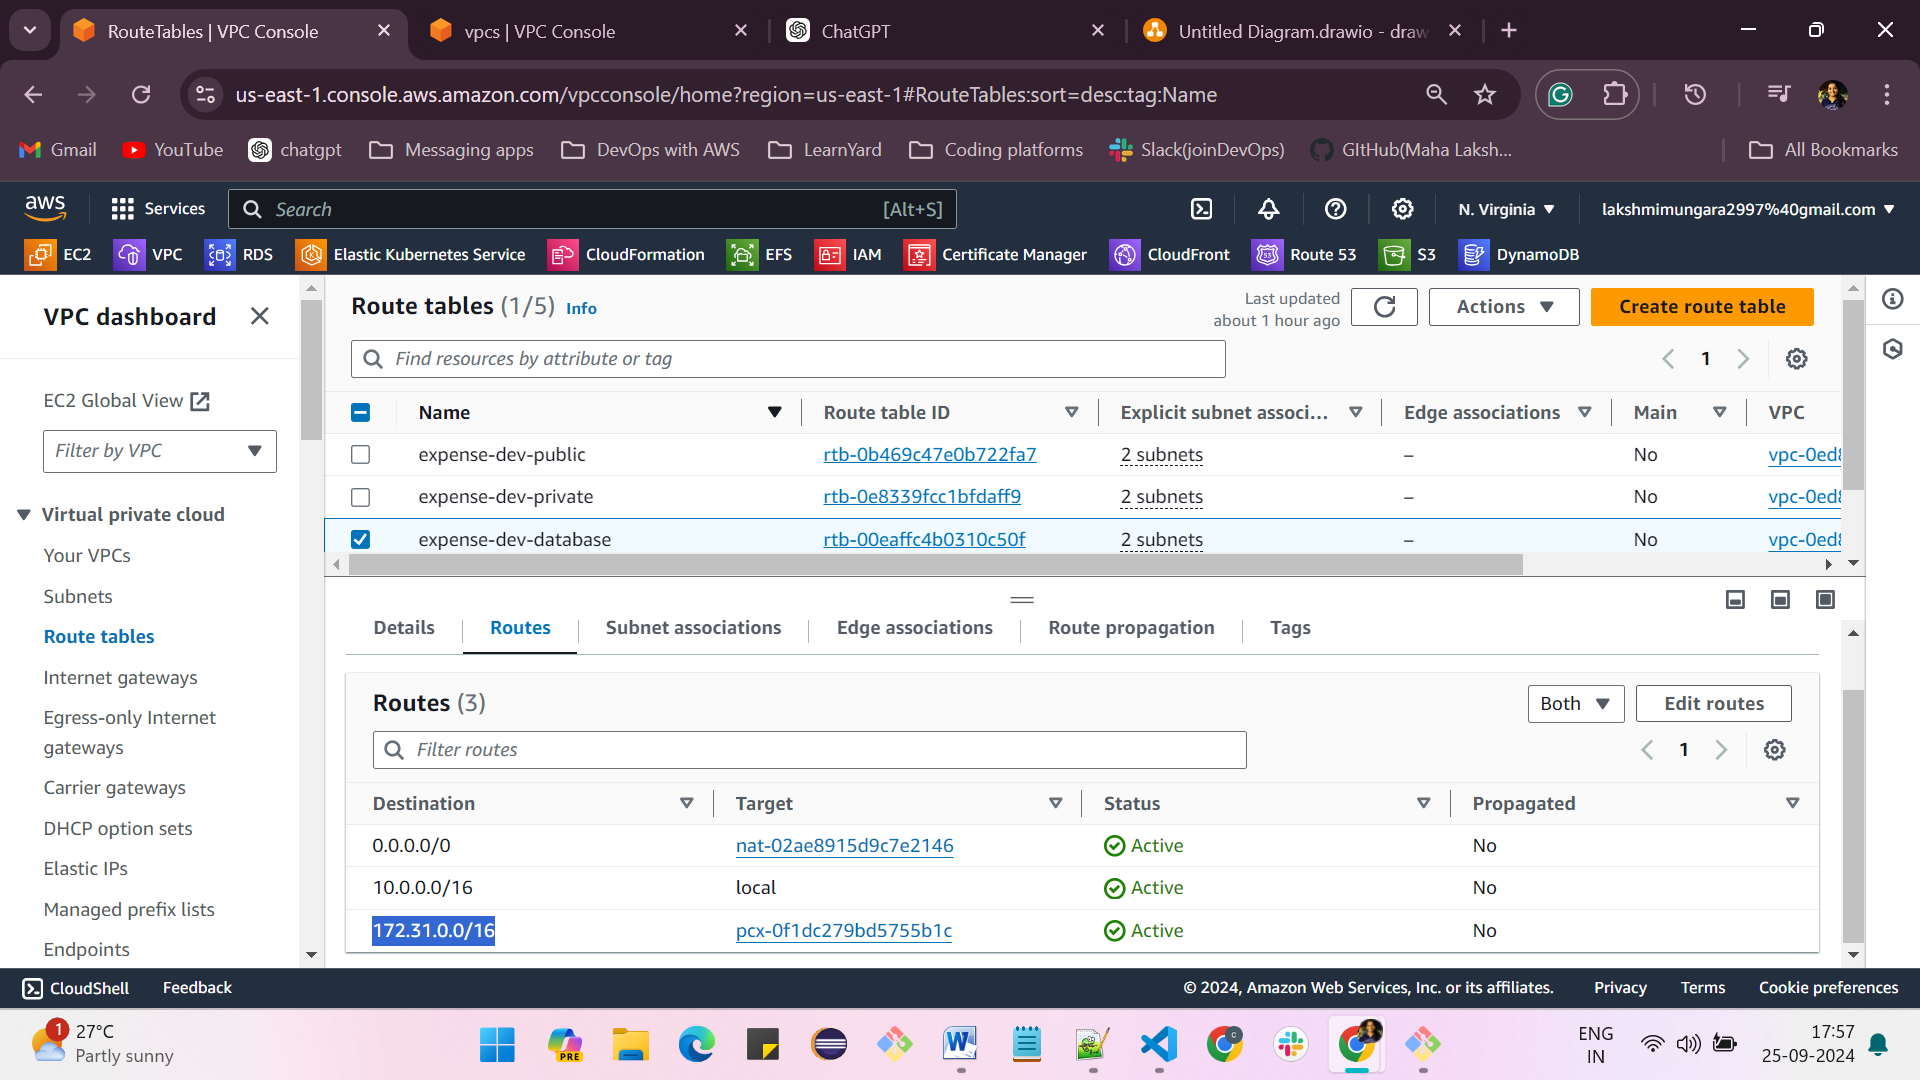 RouteTables | VPC Console
vpcs | VPC Console
ChatGPT
Untitled Diagram.drawio - draw
us-east-1.console.aws.amazon.com/vpcconsole/home?region=us-east-1#RouteTables:sort=desc:tag:Name
Gmail
YouTube
chatgpt
Messaging apps
DevOps with AWS
LearnYard
Coding platforms
Slack(joinDevOps)
GItHub(Maha Laksh...
All Bookmarks
aws
Services
Search
[Alt+S]
N. Virginia
lakshmimungara2997%40gmail.com
EC2
VPC
RDS
Elastic Kubernetes Service
CloudFormation
EFS
IAM
Certificate Manager
CloudFront
Route 53
S3
DynamoDB
VPC dashboard
EC2 Global View
Filter by VPC
Virtual private cloud
Your VPCs
Subnets
Route tables
Internet gateways
Egress-only Internet
gateways
Carrier gateways
DHCP option sets
Elastic IPs
Managed prefix lists
Endpoints
Route tables (1/5) Info
Last updated
about 1 hour ago
Actions
Create route table
Find resources by attribute or tag
1
Name Route table ID Explicit subnet associ... Edge associations Main VPC
expense-dev-public rtb-0b469c47e0b722fa7 2 subnets – No vpc-0ed8
expense-dev-private rtb-0e8339fcc1bfdaff9 2 subnets – No vpc-0ed8
expense-dev-database rtb-00eaffc4b0310c50f 2 subnets – No vpc-0ed8
Details
Routes
Subnet associations
Edge associations
Route propagation
Tags
Routes (3)
Both
Edit routes
Filter routes
1
Destination Target Status Propagated
0.0.0.0/0 nat-02ae8915d9c7e2146 Active No
10.0.0.0/16 local Active No
172.31.0.0/16 pcx-0f1dc279bd5755b1c Active No
CloudShell
Feedback
© 2024, Amazon Web Services, Inc. or its affiliates.
Privacy
Terms
Cookie preferences
1
27°C
Partly sunny
PRE
ENG
IN
17:57
25-09-2024